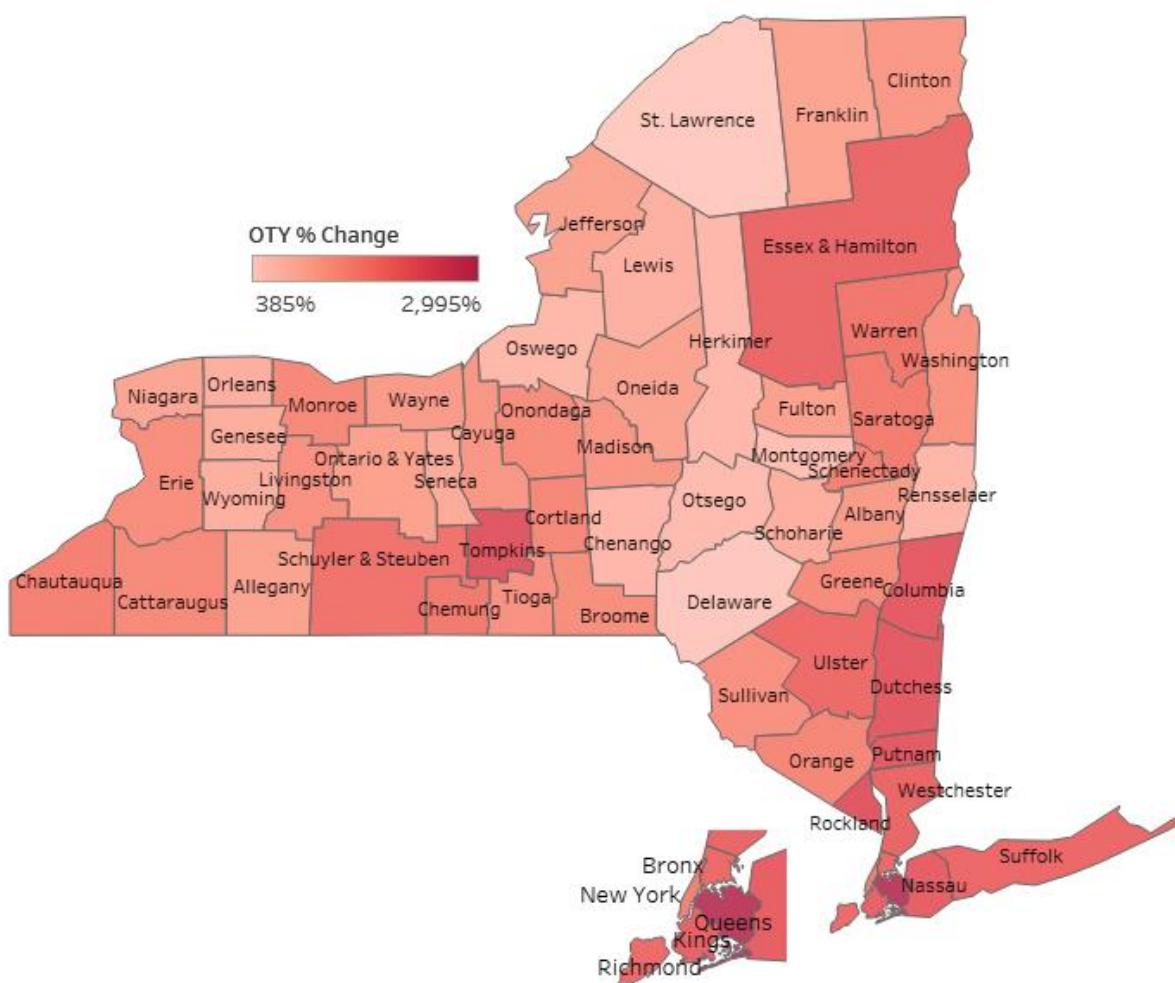 Clinton
St. Lawrence
Franklin
Jefferson
OTY % Change
Essex & Hamilton
Lewis
385%
2,995%
Warren
Herkimer
Oswego
Washington
Oneida
Orleans
Niagara
Monroe
Wayne
Fulton
Onondaga
Saratoga
Genesee
Cayuga
Madison
Montgomery
Ontario & Yates
Schenectady
Erie
Livingston
Seneca
Wyoming
Rensselaer
Otsego
Albany
Cortland
Schoharie
Chenango
Tompkins
Schuyler & Steuben
Chautauqua
Greene
Allegany
Columbia
Cattaraugus
Tioga
Delaware
Chemung
Broome
Ulster
Dutchess
Sullivan
Putnam
Orange
Westchester
Rockland
Suffolk
Bronx
Nassau
New York
Queens
Kings
Richmond